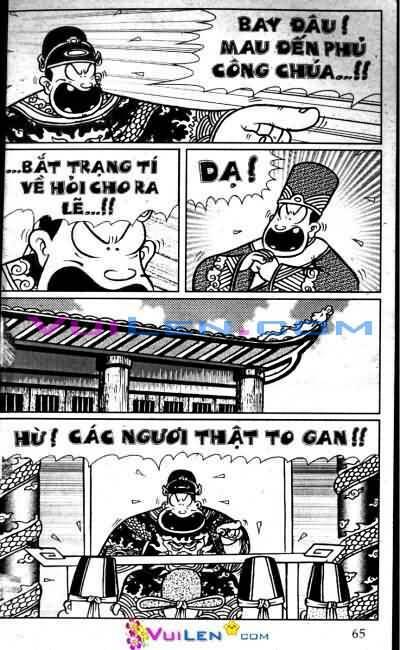 BAY ĐÂU!
MAU ĐẾN PHỦ
CÔNG CHÚA...!!
...BẮT TRẠNG TÍ
VỀ HỎI CHO RA
LẼ...!!
DẠ!
VUILEN.COM
HỪ! CÁC NGƯƠI THẬT TO GAN!!
65
VUILEN.COM